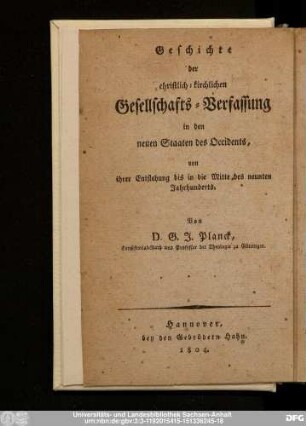 Geschichte
der
christlich-kirchlichen
Gesellschafts-Verfassung
in den
neuen Staaten des Occidents,
von
ihrer Entstehung bis in die Mitte des neunten
Jahrhunderts.
Von
D. G. J. Planck,
Consistorialrath und Professor der Theologie zu Göttingen.
Hannover,
bey den Gebrüdern Hahn.
1804.
Universitäts- und Landesbibliothek Sachsen-Anhalt
DFG